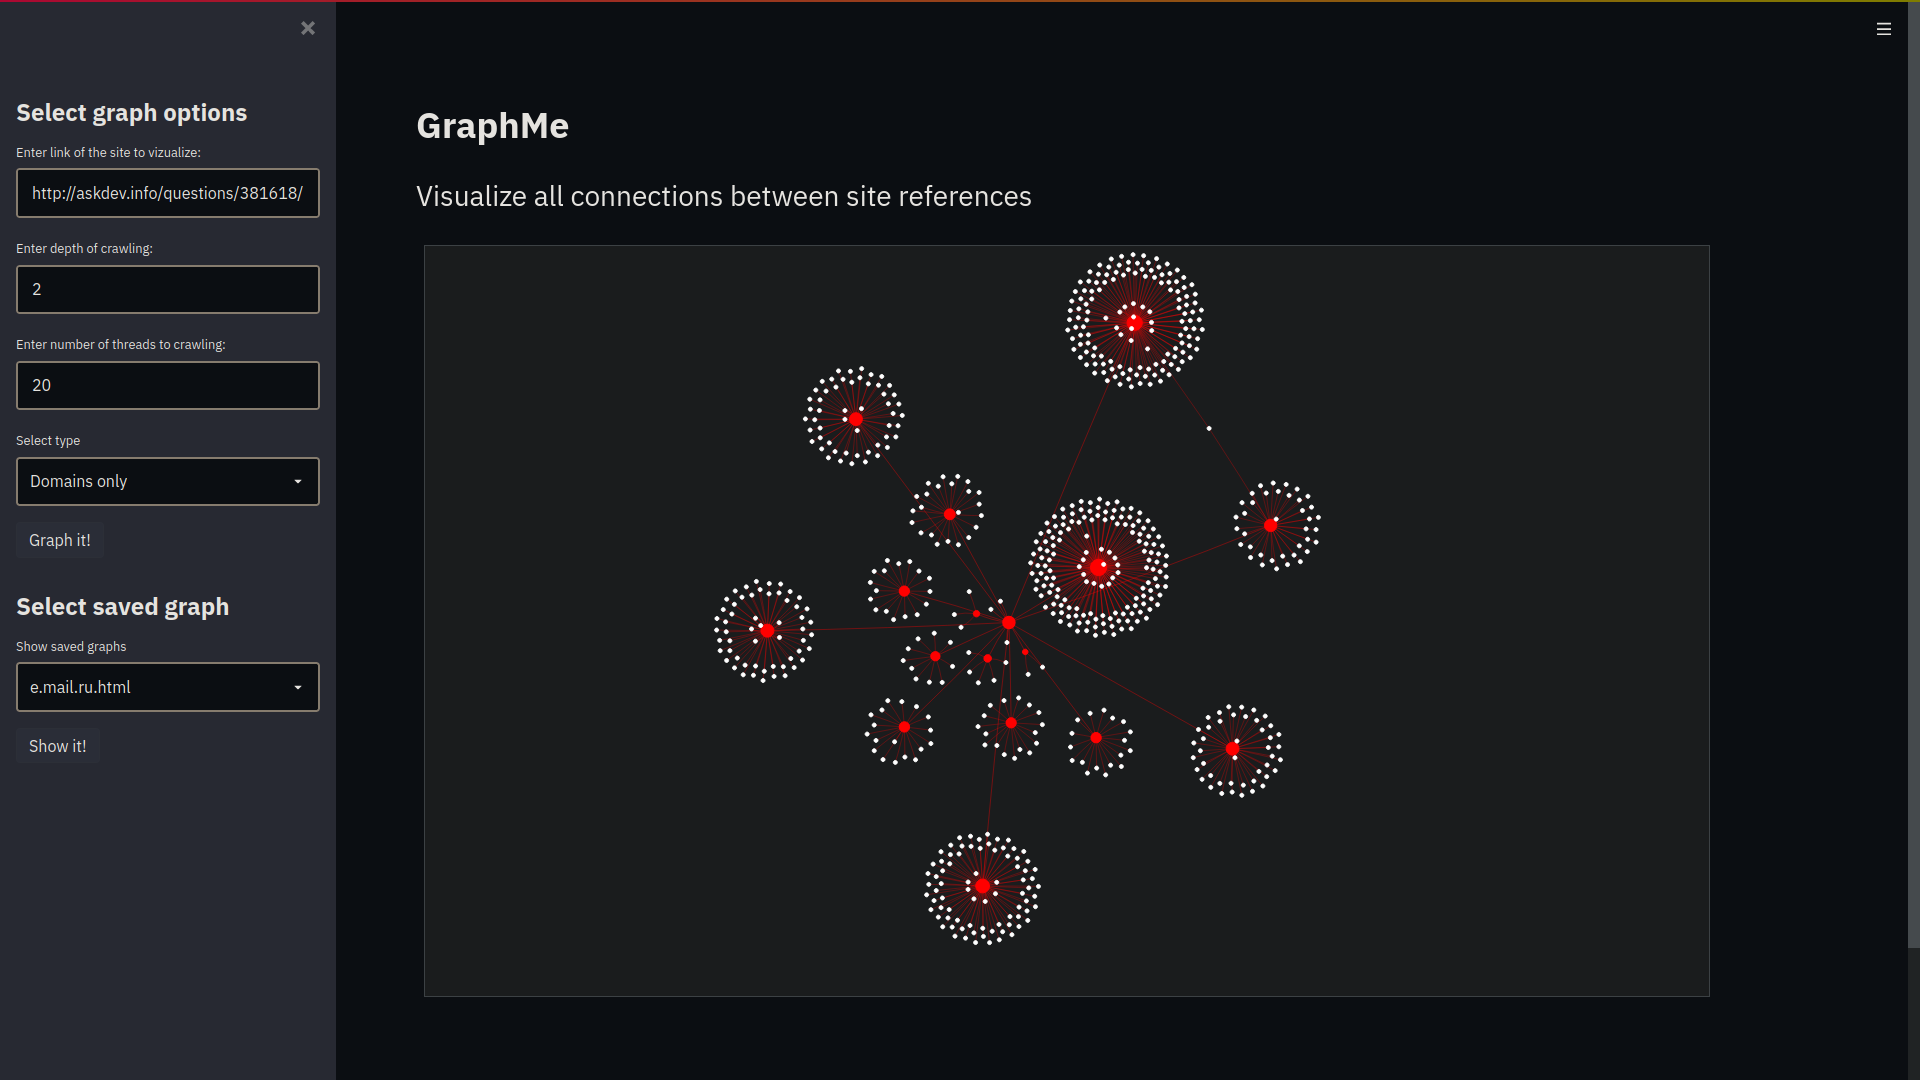 Select graph options
Enter link of the site to vizualize:
http://askdev.info/questions/381618/
Enter depth of crawling:
2
Enter number of threads to crawling:
20
Select type
Domains only
Graph it!
Select saved graph
Show saved graphs
e.mail.ru.html
Show it!
GraphMe
Visualize all connections between site references